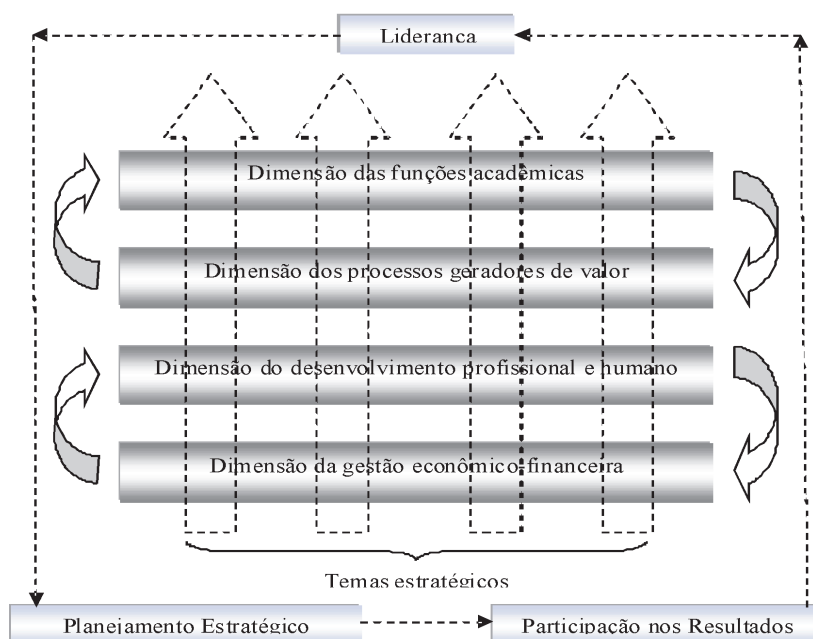 Lideranca
Dimensão das funções acadêmicas
Dimensão dos processos geradores de valor
Dimensão do desenvolvimento profissional e humano
Dimensão da gestão econômico-financeira
Temas estratégicos
Planejamento Estratégico
Participação nos Resultados